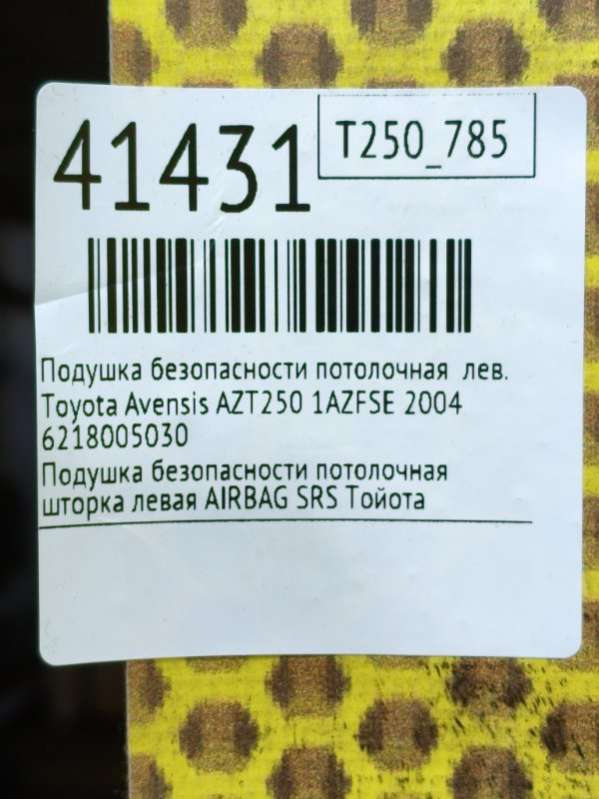 41431
T250_785
Подушка безопасности потолочная лев.
Toyota Avensis AZT250 1AZFSE 2004
6218005030
Подушка безопасности потолочная
шторка левая AIRBAG SRS Тойота